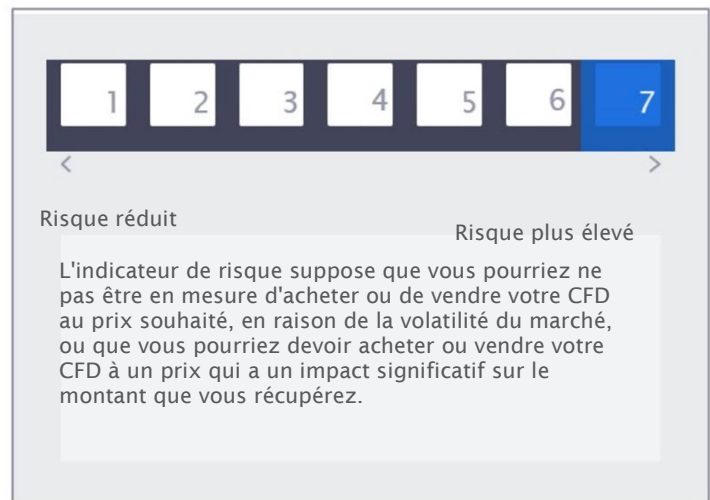 1 2 3 4 5 6 7
< >
Risque réduit
Risque plus élevé
L'indicateur de risque suppose que vous pourriez ne
pas être en mesure d'acheter ou de vendre votre CFD
au prix souhaité, en raison de la volatilité du marché,
ou que vous pourriez devoir acheter ou vendre votre
CFD à un prix qui a un impact significatif sur le
montant que vous récupérez.